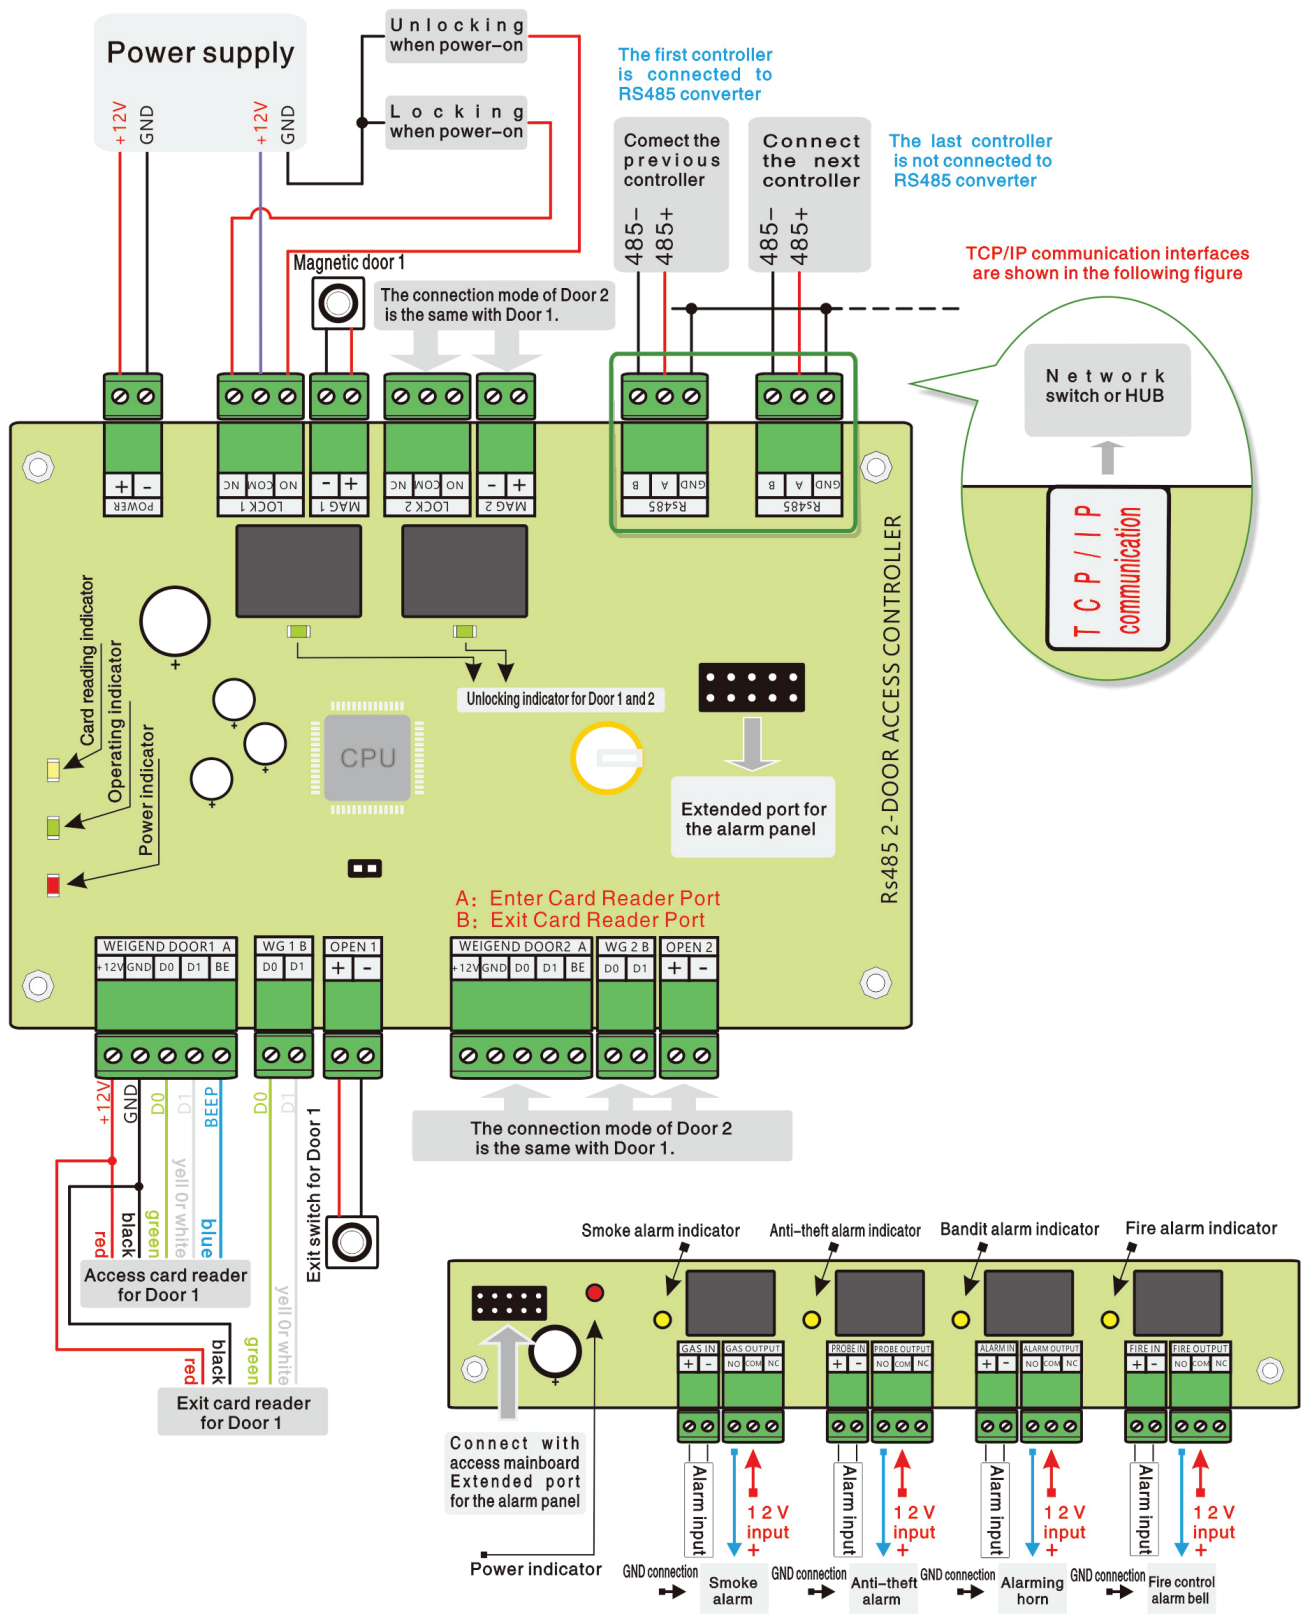 Power supply
+12V
GND
+12V
GND
Unlocking
when power-on
Locking
when power-on
The first controller
is connected to
RS485 converter
Comect the
previous
controller
485-
485+
Connect
the next
controller
485-
485+
The last controller
is not connected to
RS485 converter
TCP/IP communication interfaces
are shown in the following figure
Network
switch or HUB
TCP/IP
communication
Magnetic door 1
The connection mode of Door 2
is the same with Door 1.
+ -
POWER
NC COM NO
LOCK 1
- +
MAG 1
NC COM NO
LOCK 2
- +
MAG 2
B A GND
Rs485
B A GND
Rs485
Rs485 2-DOOR ACCESS CONTROLLER
Card reading indicator
Operating indicator
Power indicator
+
+
+
+
CPU
Unlocking indicator for Door 1 and 2
Extended port for
the alarm panel
A: Enter Card Reader Port
B: Exit Card Reader Port
WEIGEND DOOR1 A
+12V GND D0 D1 BE
WG 1 B
D0 D1
OPEN 1
+ -
WEIGEND DOOR2 A
+12V GND D0 D1 BE
WG 2 B
D0 D1
OPEN 2
+ -
+12V
GND
D0
D1
BEEP
D0
D1
red
black
green
yell Or white
blue
Exit switch for Door 1
The connection mode of Door 2
is the same with Door 1.
Access card reader
for Door 1
red
black
green
yell Or white
Exit card reader
for Door 1
Smoke alarm indicator
Anti-theft alarm indicator
Bandit alarm indicator
Fire alarm indicator
+
GAS IN
+ -
GAS OUTPUT
NO COM NC
PROBE IN
+ -
PROBE OUTPUT
NO COM NC
ALARM IN
+ -
ALARM OUTPUT
NO COM NC
FIRE IN
+ -
FIRE OUTPUT
NO COM NC
Connect with
access mainboard
Extended port
for the alarm panel
Power indicator
Alarm input
12V
input
+
Alarm input
12V
input
+
Alarm input
12V
input
+
Alarm input
12V
input
+
GND connection
Smoke
alarm
GND connection
Anti-theft
alarm
GND connection
Alarming
horn
GND connection
Fire control
alarm bell